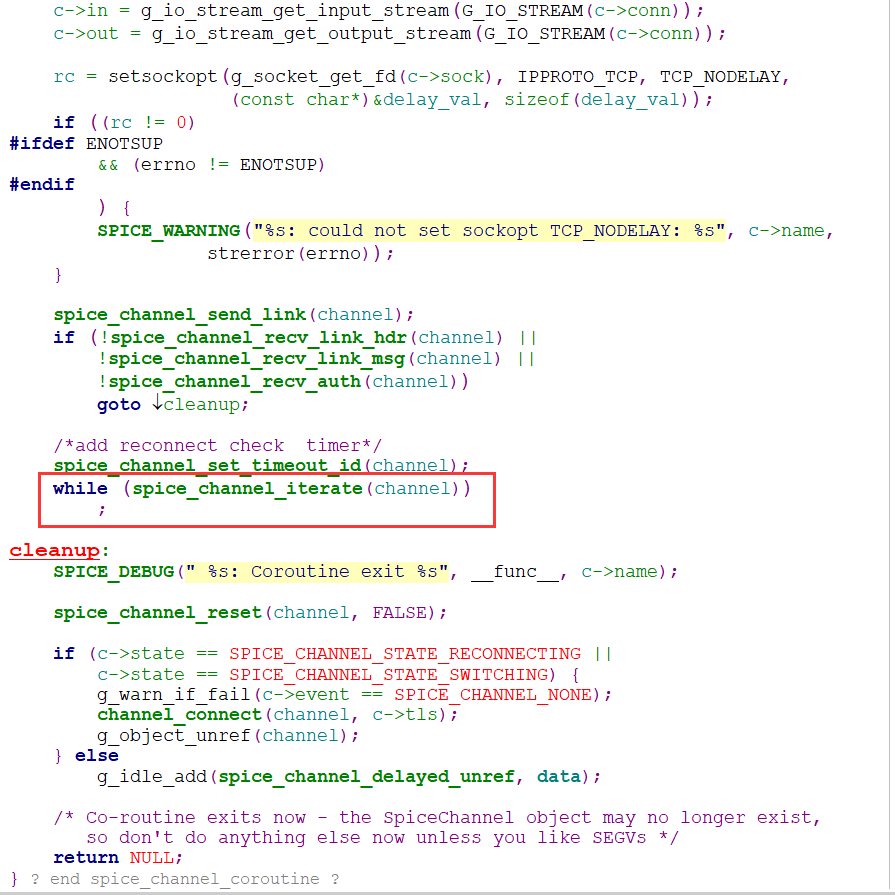 c->in = g_io_stream_get_input_stream(G_IO_STREAM(c->conn));
c->out = g_io_stream_get_output_stream(G_IO_STREAM(c->conn));
rc = setsockopt(g_socket_get_fd(c->sock), IPPROTO_TCP, TCP_NODELAY,
(const char*)&delay_val, sizeof(delay_val));
if ((rc != 0)
#ifdef ENOTSUP
&& (errno != ENOTSUP)
#endif
) {
SPICE_WARNING("%s: could not set sockopt TCP_NODELAY: %s", c->name,
strerror(errno));
}
spice_channel_send_link(channel);
if (!spice_channel_recv_link_hdr(channel) ||
!spice_channel_recv_link_msg(channel) ||
!spice_channel_recv_auth(channel))
goto ↓cleanup;
/*add reconnect check  timer*/
spice_channel_set_timeout_id(channel);
while (spice_channel_iterate(channel))
;
cleanup:
SPICE_DEBUG(" %s: Coroutine exit %s", __func__, c->name);
spice_channel_reset(channel, FALSE);
if (c->state == SPICE_CHANNEL_STATE_RECONNECTING ||
c->state == SPICE_CHANNEL_STATE_SWITCHING) {
g_warn_if_fail(c->event == SPICE_CHANNEL_NONE);
channel_connect(channel, c->tls);
g_object_unref(channel);
} else
g_idle_add(spice_channel_delayed_unref, data);
/* Co-routine exits now - the SpiceChannel object may no longer exist,
so don't do anything else now unless you like SEGVs */
return NULL;
} ? end spice_channel_coroutine ?